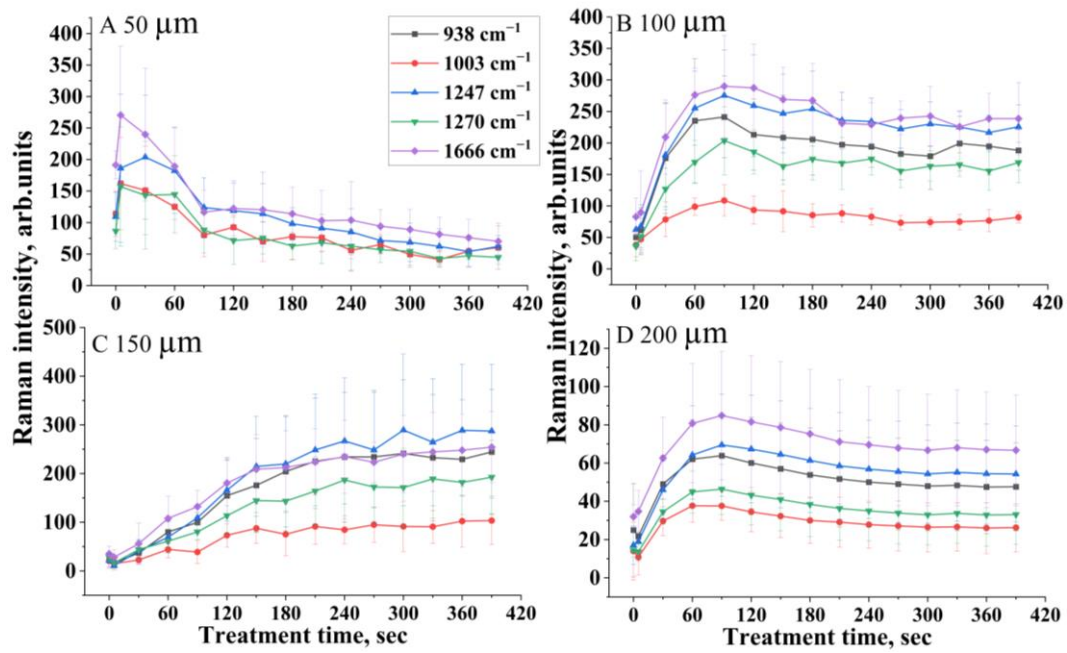 A 50 μm
400
350
300
250
200
150
100
50
0
0 60 120 180 240 300 360 420
938 cm⁻¹
1003 cm⁻¹
1247 cm⁻¹
1270 cm⁻¹
1666 cm⁻¹
B 100 μm
400
350
300
250
200
150
100
50
0
0 60 120 180 240 300 360 420
Raman intensity, arb.units
Raman intensity, arb.units
C 150 μm
500
400
300
200
100
0
0 60 120 180 240 300 360 420
Treatment time, sec
D 200 μm
120
100
80
60
40
20
0
0 60 120 180 240 300 360 420
Treatment time, sec